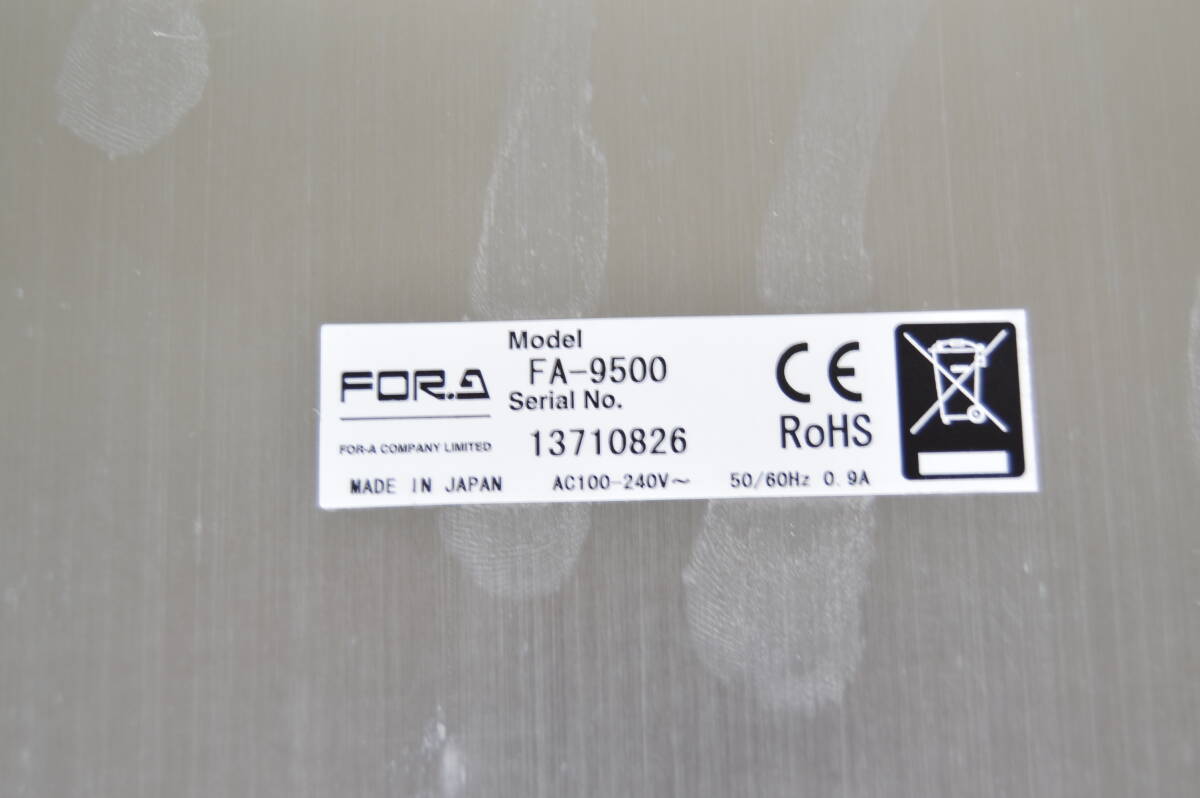 FOR.A
FOR-A COMPANY LIMITED
Model
FA-9500
Serial No.
13710826
CE
RoHS
MADE IN JAPAN AC100-240V~ 50/60Hz 0.9A